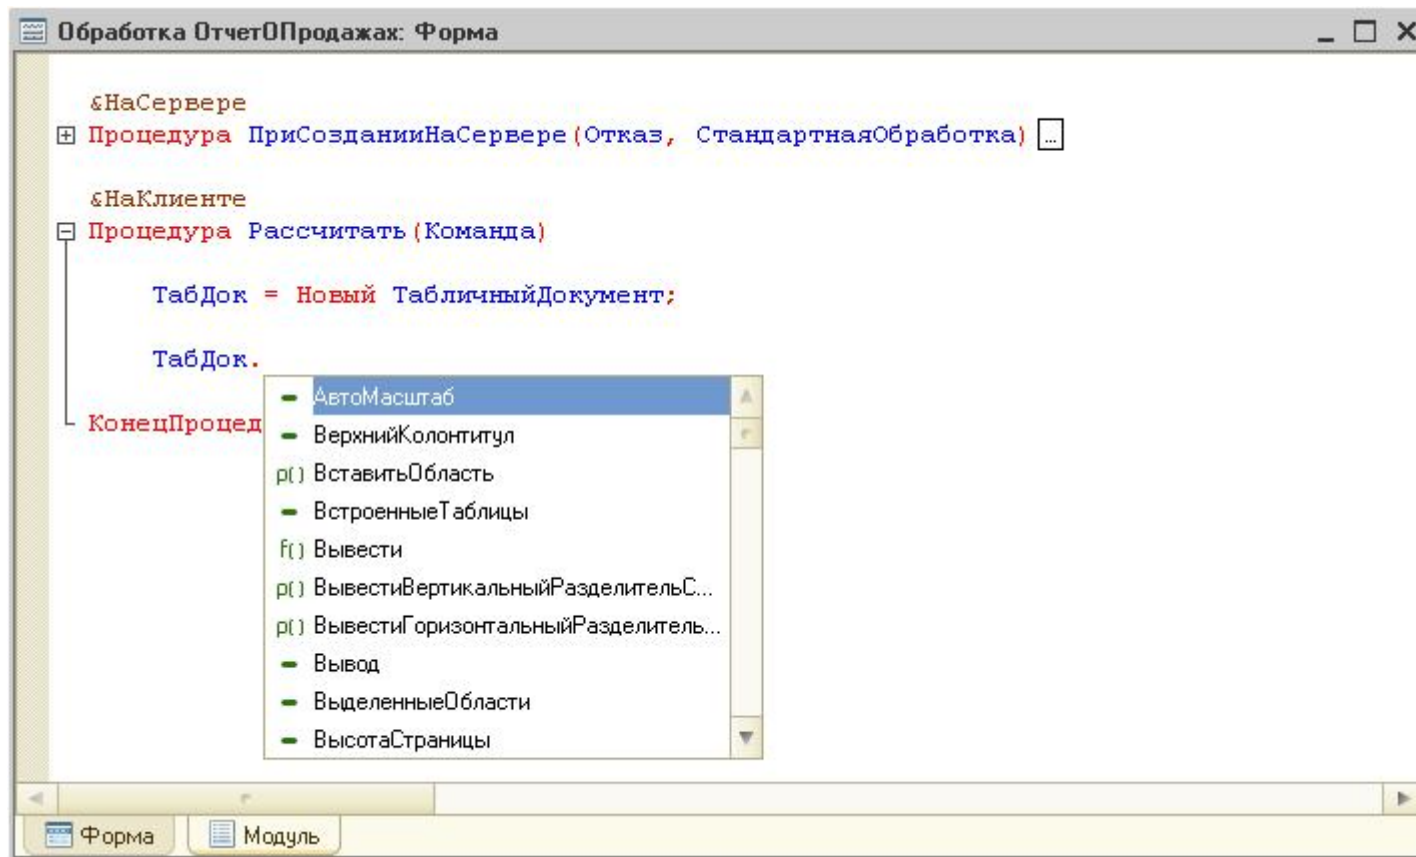 Обработка ОтчетОПродажах: Форма
&НаСервере
Процедура ПриСозданииНаСервере(Отказ, СтандартнаяОбработка) ...
&НаКлиенте
Процедура Рассчитать(Команда)
ТабДок = Новый ТабличныйДокумент;
ТабДок.
АвтоМасштаб
КонецПроцед
ВерхнийКолонтитул
р() ВставитьОбласть
ВстроенныеТаблицы
f() Вывести
р() ВывестиВертикальныйРазделительС...
р() ВывестиГоризонтальныйРазделитель...
Вывод
ВыделенныеОбласти
ВысотаСтраницы
Форма
Модуль